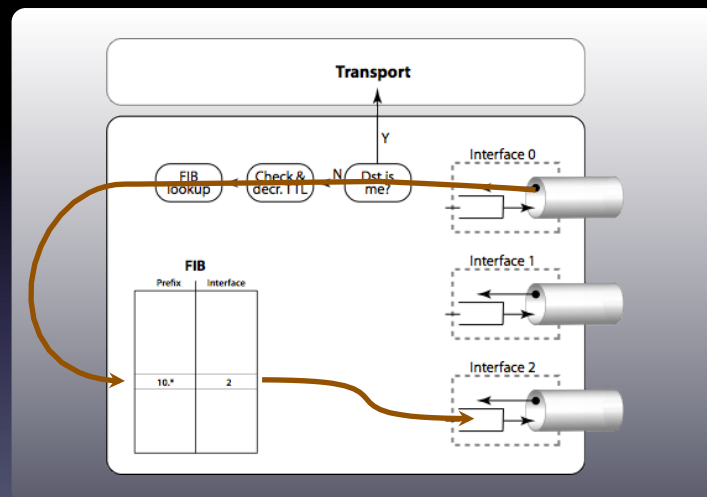 Transport
Y
Interface 0
FIB
lookup
Check &
decr. TTL
N
Dst is
me?
Interface 1
FIB
Prefix Interface
10.* 2
Interface 2